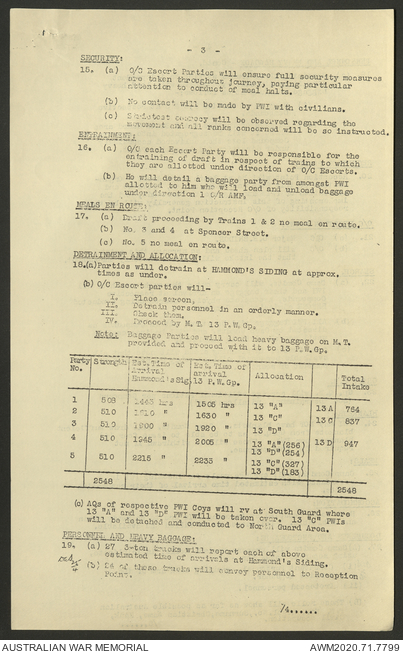 - 3 -
SECURITY:
15. (a) O/C Escort Parties will ensure full security measures
are taken throughout journey, paying particular
attention to conduct of meal halts.
(b) No contact will be made by PWI with civilians.
(c) Strictest secrecy will be observed regarding the
movement and all ranks concerned will be so instructed.
ENTRAINMENT:
16. (a) O/C each Escort Party will be responsible for the
entraining of draft in respect of trains to which
they are allotted under direction of O/C Escorts.
(b) He will detail a baggage party from amongst PWI
allotted to him who will load and unload baggage
under direction 1 O/R AMF.
MEALS EN ROUTE:
17. (a) Draft proceeding by Trains 1 & 2 no meal en route.
(b) No. 3 and 4 at Spencer Street.
(c) No. 5 no meal en route.
DETRAINMENT AND ALLOCATION:
18.(a)Parties will detrain at HAMMOND'S SIDING at approx.
times as under.
(b) O/C Escort parties will-
I. Place screen,
II. Detrain personnel in an orderly manner.
III. Check them.
IV. Proceed by M.T. 13 P.W.Gp.
Note: Baggage Parties will load heavy baggage on M.T.
provided and proceed with it to 13 P.W.Gp.
Party No. Strength Est.Time of Arrival Hammond's Sig. Est. Time of arrival 13 P.W.Gp. Allocation Total Intake
1 508 1445 hrs 1505 hrs 13 "A" 13 A 764
2 510 1610 " 1630 " 13 "C" 13 C 837
3 510 1900 " 1920 " 13 "D"
4 510 1945 " 2005 " 13 "A"(256) 13 D 947
13 "D"(254)
5 510 2215 " 2235 " 13 "C"(327)
13 "D"(183)
2548 2548
(c) AQs of respective PWI Coys will rv at South Guard where
13 "A" and 13 "D" PWI will be taken over. 13 "C" PWIs
will be detached and conducted to North Guard Area.
PERSONNEL AND HEAVY BAGGAGE:
19. (a) 27 3-ton trucks will report each of above
estimated time of arrivals at Hammond's Siding.
(b) 24 of these trucks will convey personnel to Reception
Point.
/4......
AUSTRALIAN WAR MEMORIAL
AWM2020.71.7799